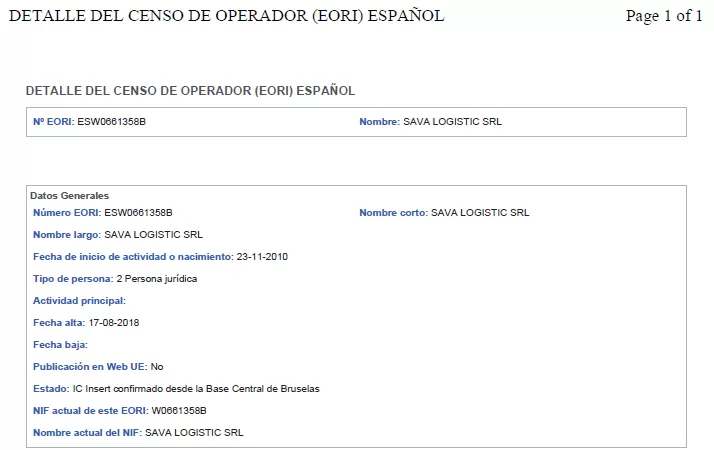 DETALLE DEL CENSO DE OPERADOR (EORI) ESPAÑOL Page 1 of 1
DETALLE DEL CENSO DE OPERADOR (EORI) ESPAÑOL
Nº EORI: ESW0661358B Nombre: SAVA LOGISTIC SRL
Datos Generales
Número EORI: ESW0661358B Nombre corto: SAVA LOGISTIC SRL
Nombre largo: SAVA LOGISTIC SRL
Fecha de inicio de actividad o nacimiento: 23-11-2010
Tipo de persona: 2 Persona jurídica
Actividad principal:
Fecha alta: 17-08-2018
Fecha baja:
Publicación en Web UE: No
Estado: IC Insert confirmado desde la Base Central de Bruselas
NIF actual de este EORI: W0661358B
Nombre actual del NIF: SAVA LOGISTIC SRL